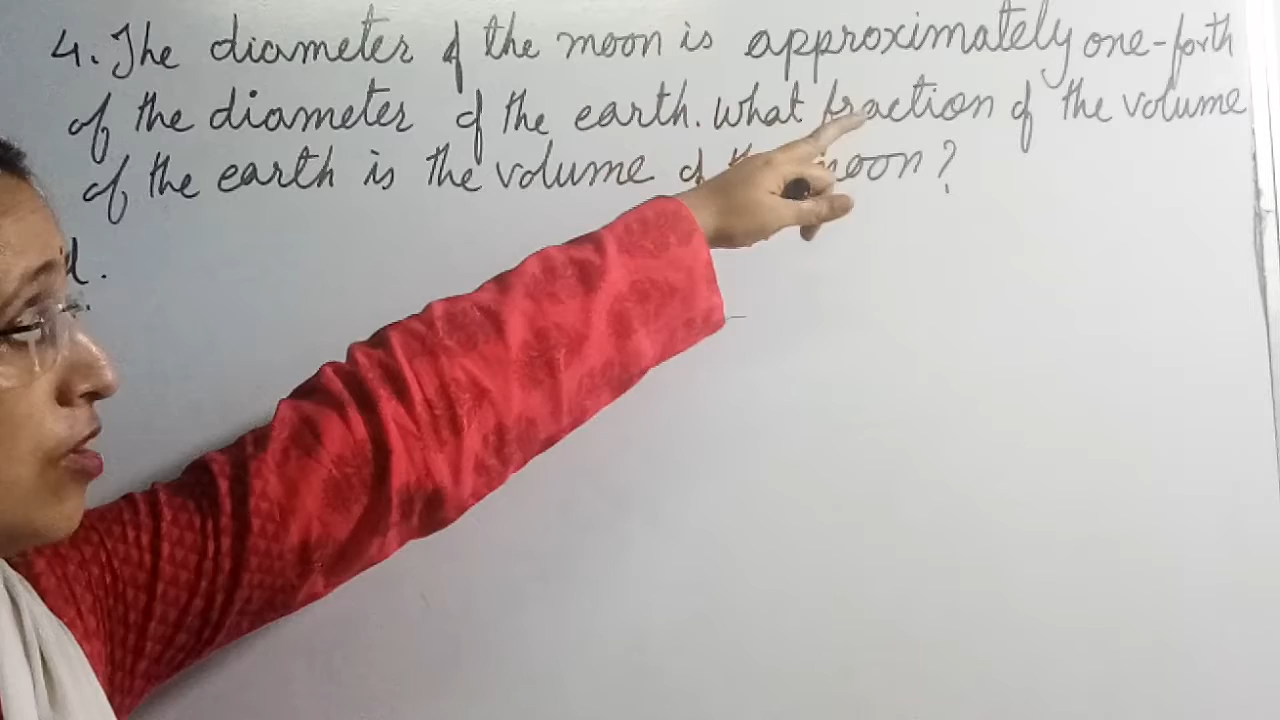 4. The diameter of the moon is approximately one-forth
of the diameter of the earth. What fraction of the volume
of the earth is the volume of the moon?